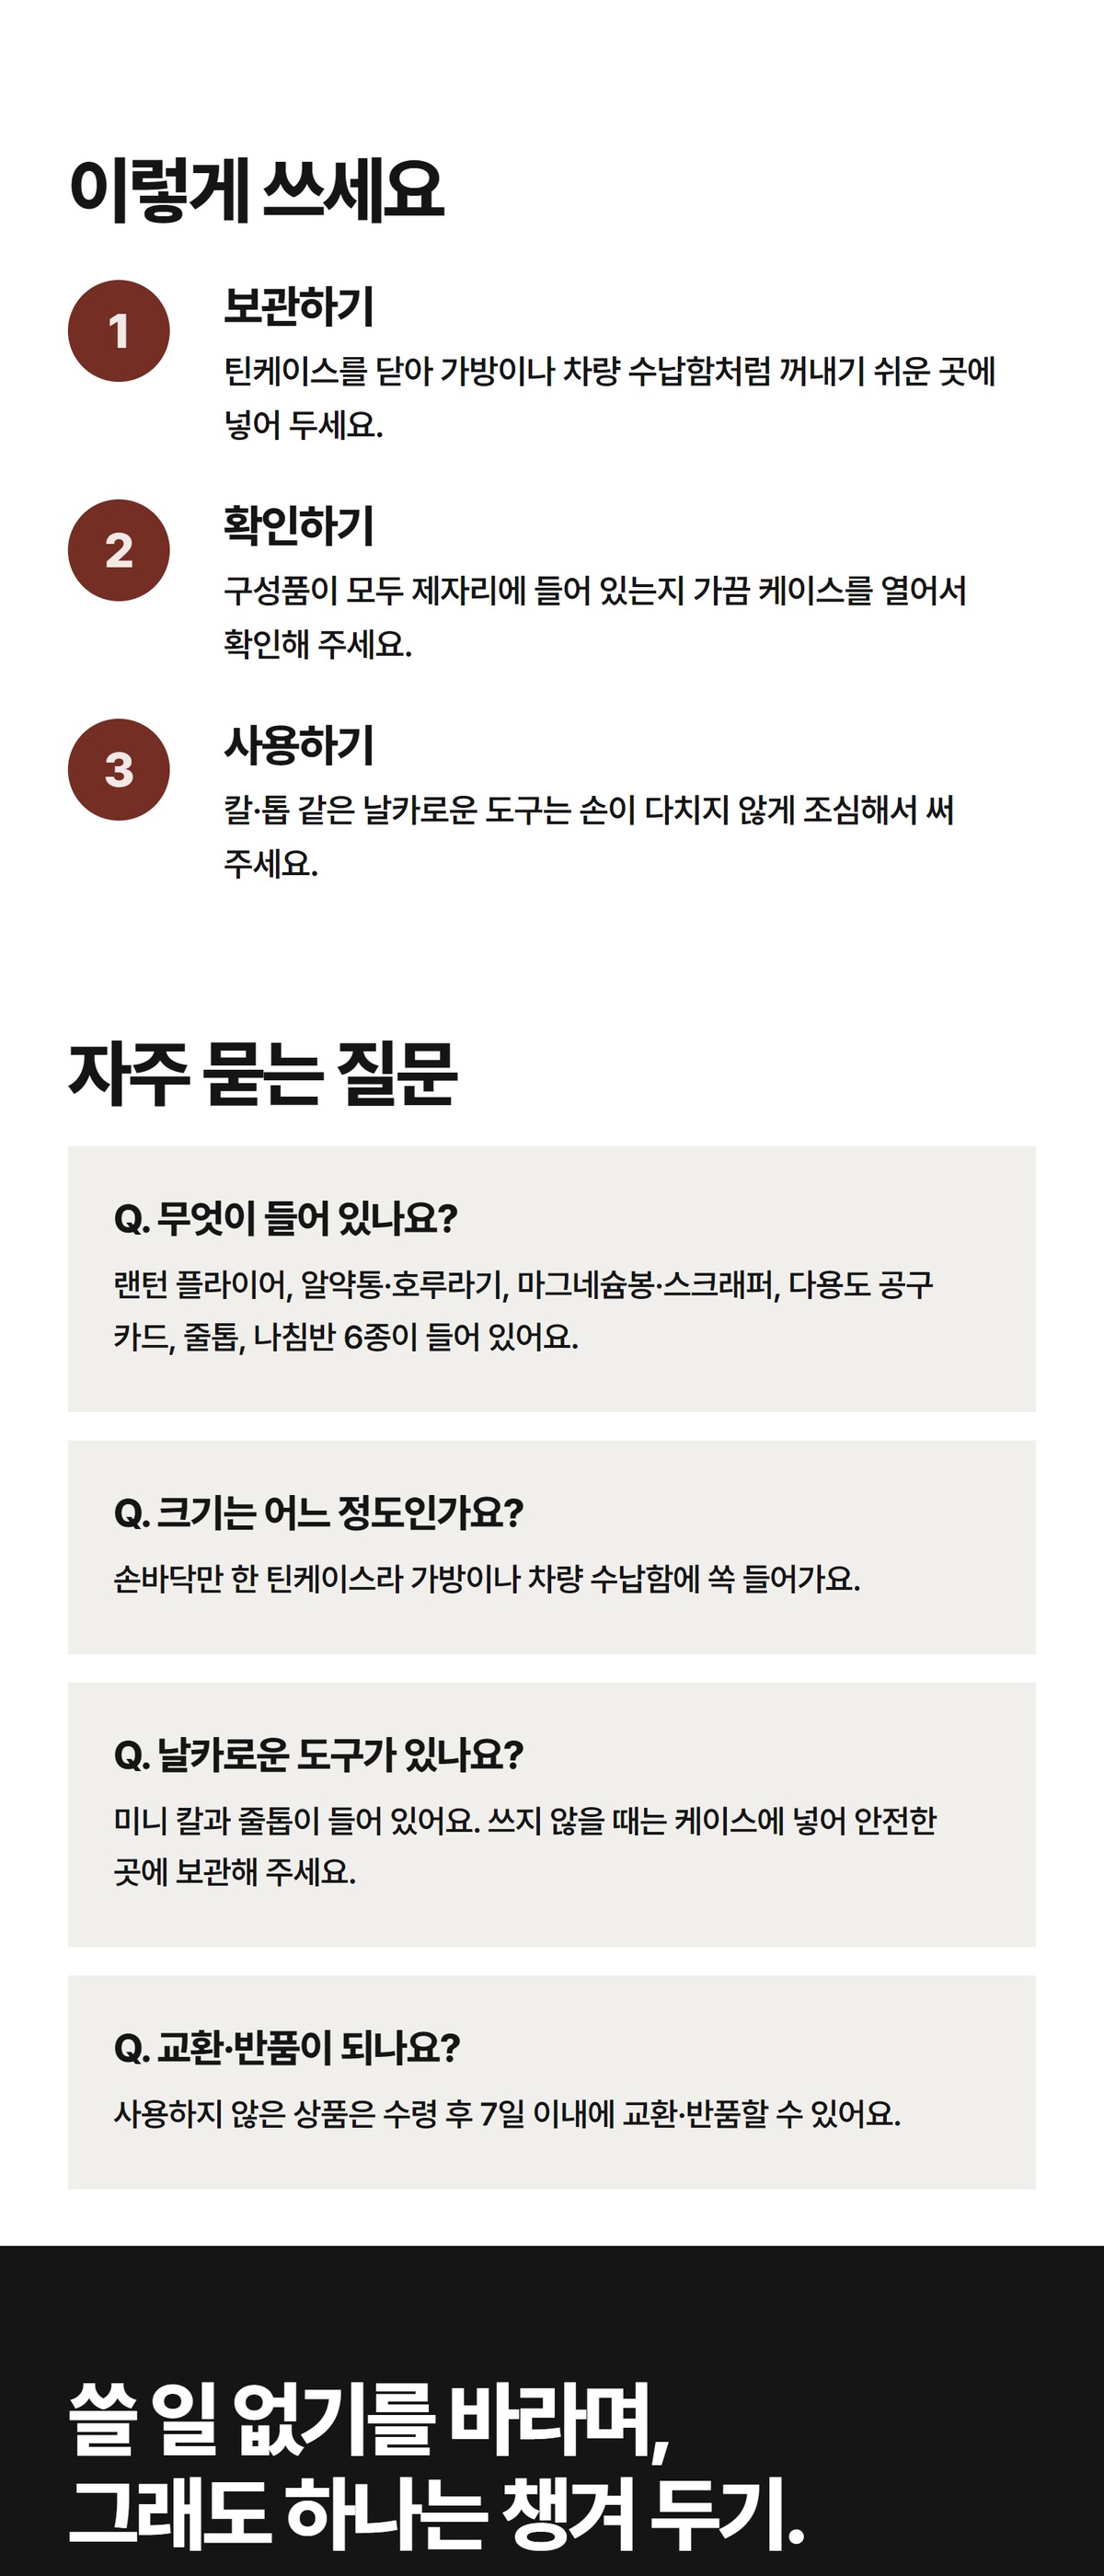 이렇게 쓰세요
1
보관하기
틴케이스를 닫아 가방이나 차량 수납함처럼 꺼내기 쉬운 곳에
넣어 두세요.
2
확인하기
구성품이 모두 제자리에 들어 있는지 가끔 케이스를 열어서
확인해 주세요.
3
사용하기
칼·톱 같은 날카로운 도구는 손이 다치지 않게 조심해서 써
주세요.
자주 묻는 질문
Q. 무엇이 들어 있나요?
랜턴 플라이어, 알약통·호루라기, 마그네슘봉·스크래퍼, 다용도 공구
카드, 줄톱, 나침반 6종이 들어 있어요.
Q. 크기는 어느 정도인가요?
손바닥만 한 틴케이스라 가방이나 차량 수납함에 쏙 들어가요.
Q. 날카로운 도구가 있나요?
미니 칼과 줄톱이 들어 있어요. 쓰지 않을 때는 케이스에 넣어 안전한
곳에 보관해 주세요.
Q. 교환·반품이 되나요?
사용하지 않은 상품은 수령 후 7일 이내에 교환·반품할 수 있어요.
쓸 일 없기를 바라며,
그래도 하나는 챙겨 두기.